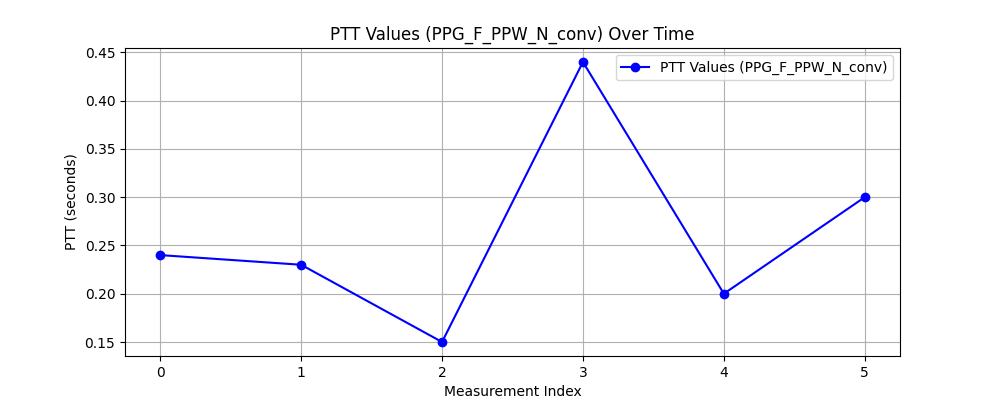 PTT Values (PPG_F_PPW_N_conv) Over Time
PTT Values (PPG_F_PPW_N_conv)
PTT (seconds)
0.45
0.40
0.35
0.30
0.25
0.20
0.15
0 1 2 3 4 5
Measurement Index